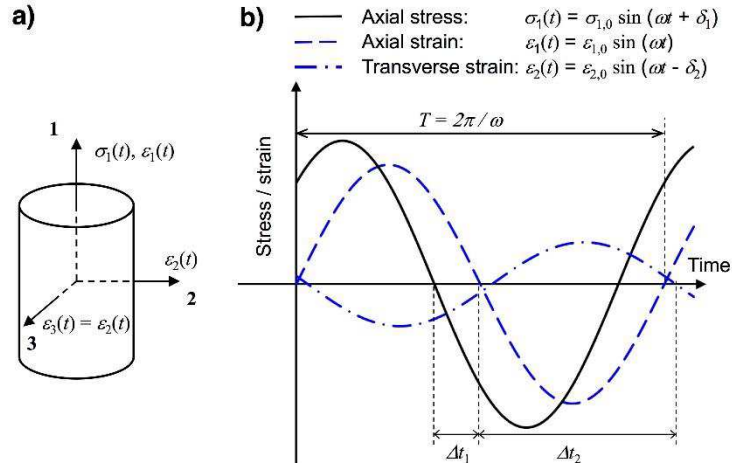 a)
1
σ₁(t), ε₁(t)
ε₂(t)
2
ε₃(t) = ε₂(t)
3
b)
Axial stress: σ₁(t) = σ₁,₀ sin (ωt + δ₁)
Axial strain: ε₁(t) = ε₁,₀ sin (ωt)
Transverse strain: ε₂(t) = ε₂,₀ sin (ωt - δ₂)
T = 2π / ω
Stress / strain
Time
Δt₁
Δt₂